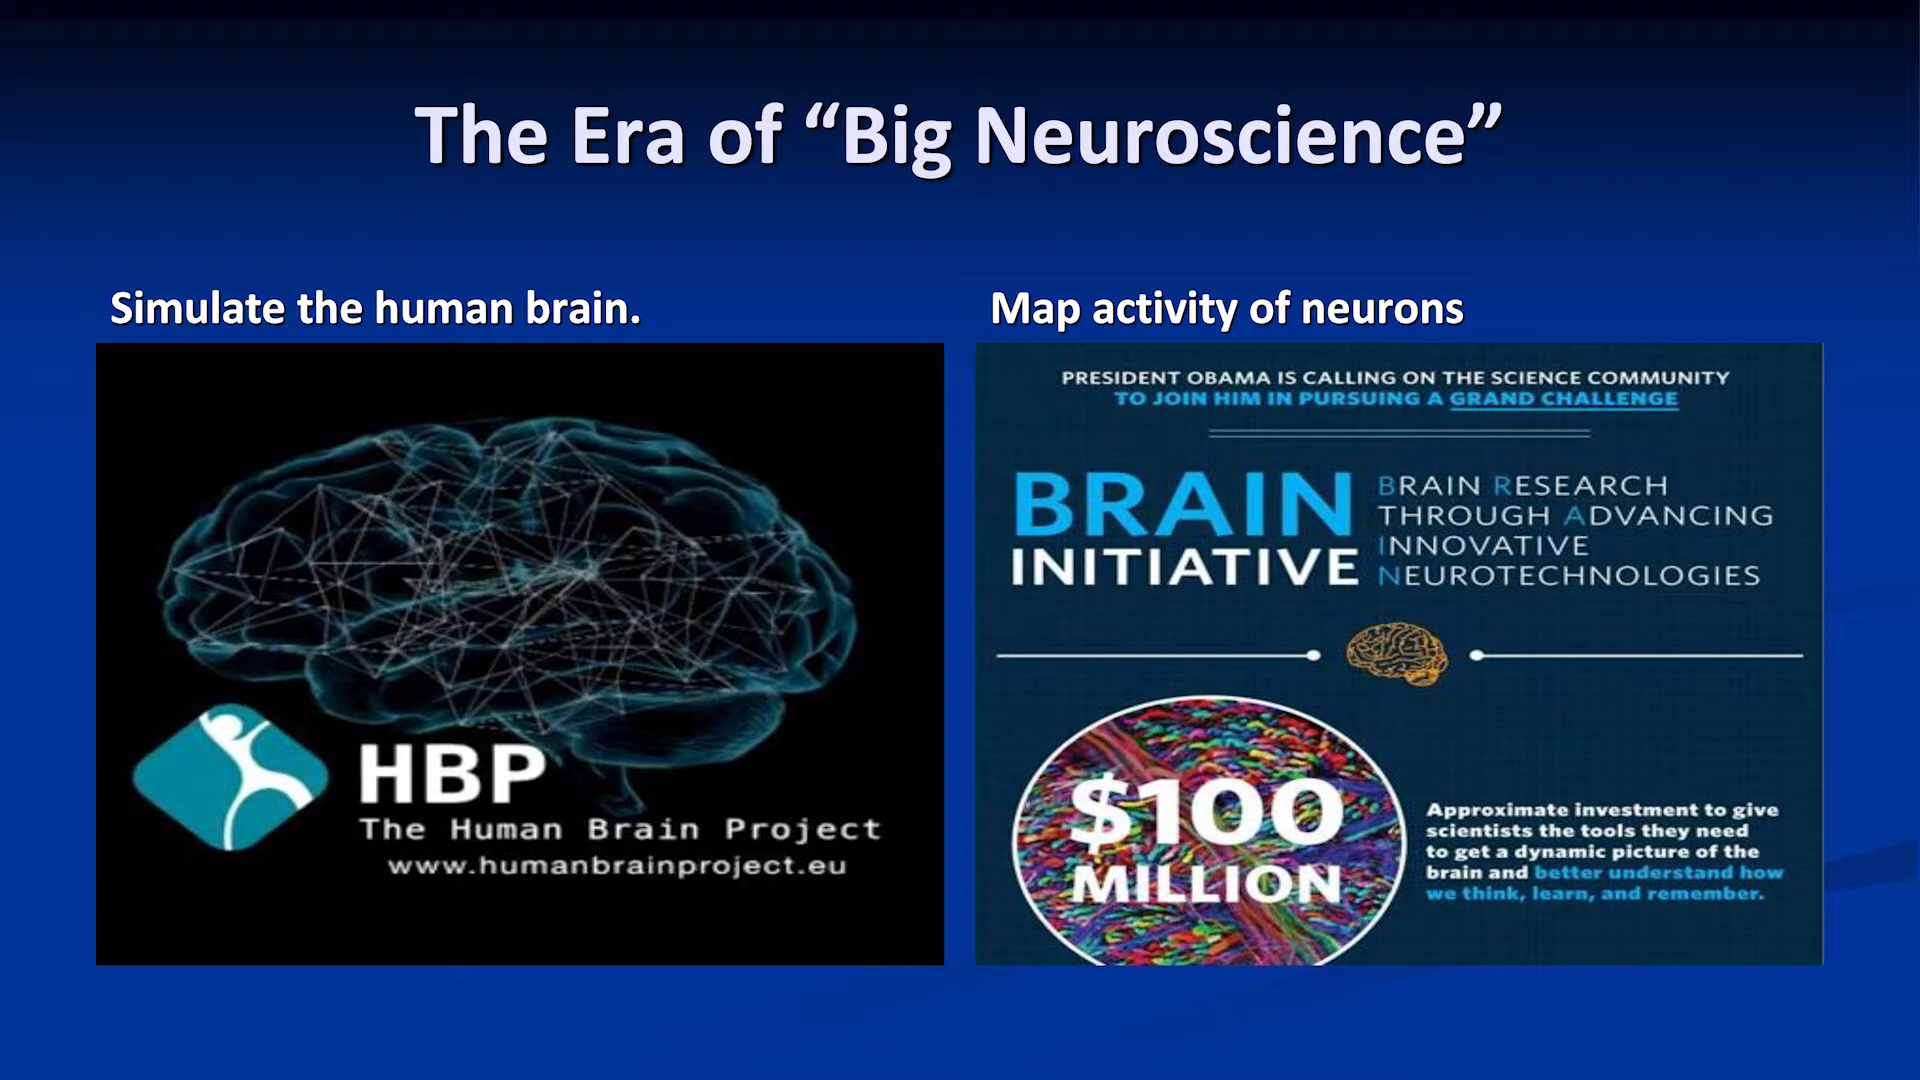 The Era of “Big Neuroscience”
Simulate the human brain.
HBP
The Human Brain Project
www.humanbrainproject.eu
Map activity of neurons
PRESIDENT OBAMA IS CALLING ON THE SCIENCE COMMUNITY
TO JOIN HIM IN PURSUING A GRAND CHALLENGE
BRAIN
INITIATIVE
BRAIN RESEARCH
THROUGH ADVANCING
INNOVATIVE
NEUROTECHNOLOGIES
$100
MILLION
Approximate investment to give
scientists the tools they need
to get a dynamic picture of the
brain and better understand how
we think, learn, and remember.